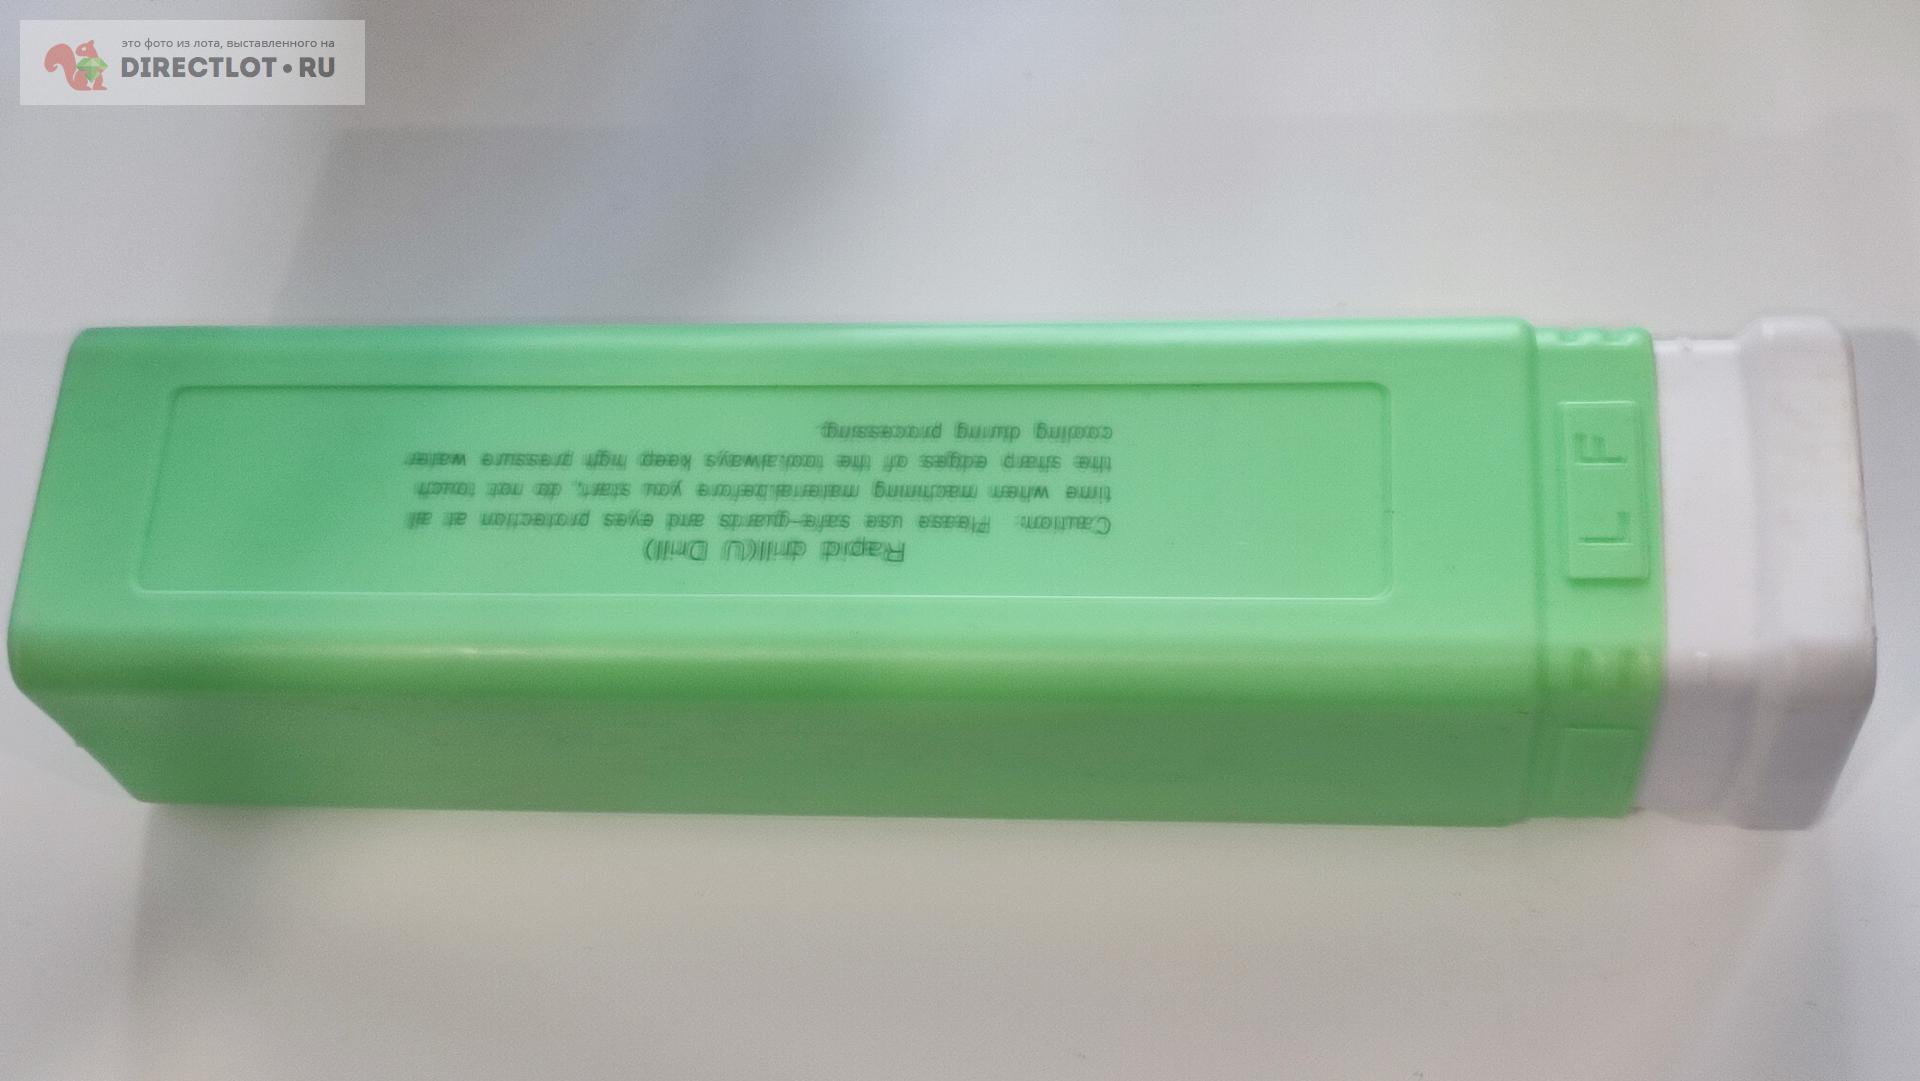 это фото из лота, выставленного на
DIRECTLOT.RU
Rapid drill(U Drill)
Caution: Please use safe-guards and eyes protection at all
time when machining material.before you start, do not touch
the sharp edges of the tool.always keep high pressure water
cooling during processing.
LF